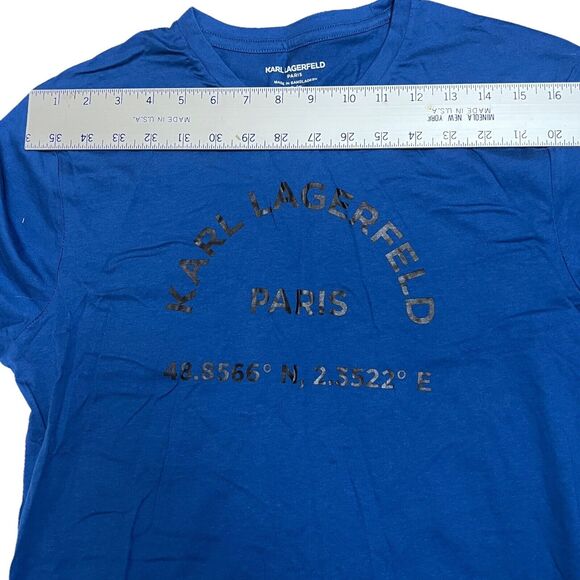 KARL LAGERFELD
PARIS
MADE IN BANGLADESH
1 2 3 4 5 6 7 8 9 10 11 12 13 14 15 16
MADE IN U.S.A.
MINEOLA NEW YORK
MADE IN U.S.A.
35 34 33 32 31 30 29 28 27 26 25 24 23 22 21 20
KARL LAGERFELD
PARIS
48.8566° N, 2.3522° E